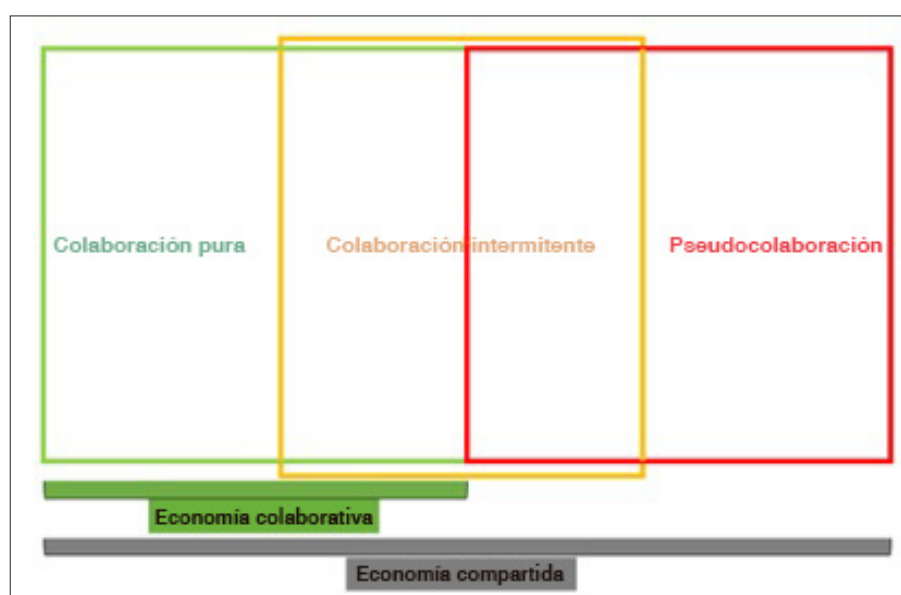 Colaboración pura
Colaboración intermitente
Pseudocolaboración
Economía colaborativa
Economía compartida